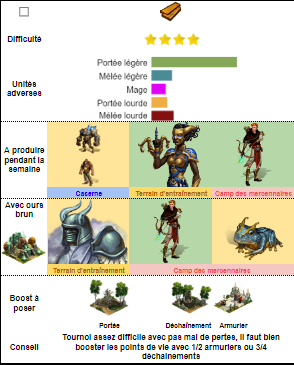 Difficulté
Unités
adverses
Portée légère
Mêlée légère
Mage
Portée lourde
Mêlée lourde
A produire
pendant la
semaine
Caserne
Terrain d'entraînement
Camp des mercennaires
Avec ours
brun
Terrain d'entraînement
Camp des mercennaires
Boost à
poser
Portée
Déchaînement
Armurier
Conseil
Tournoi assez difficile avec pas mal de pertes, il faut bien
booster les points de vie avec 1/2 armuriers ou 3/4
déchainements